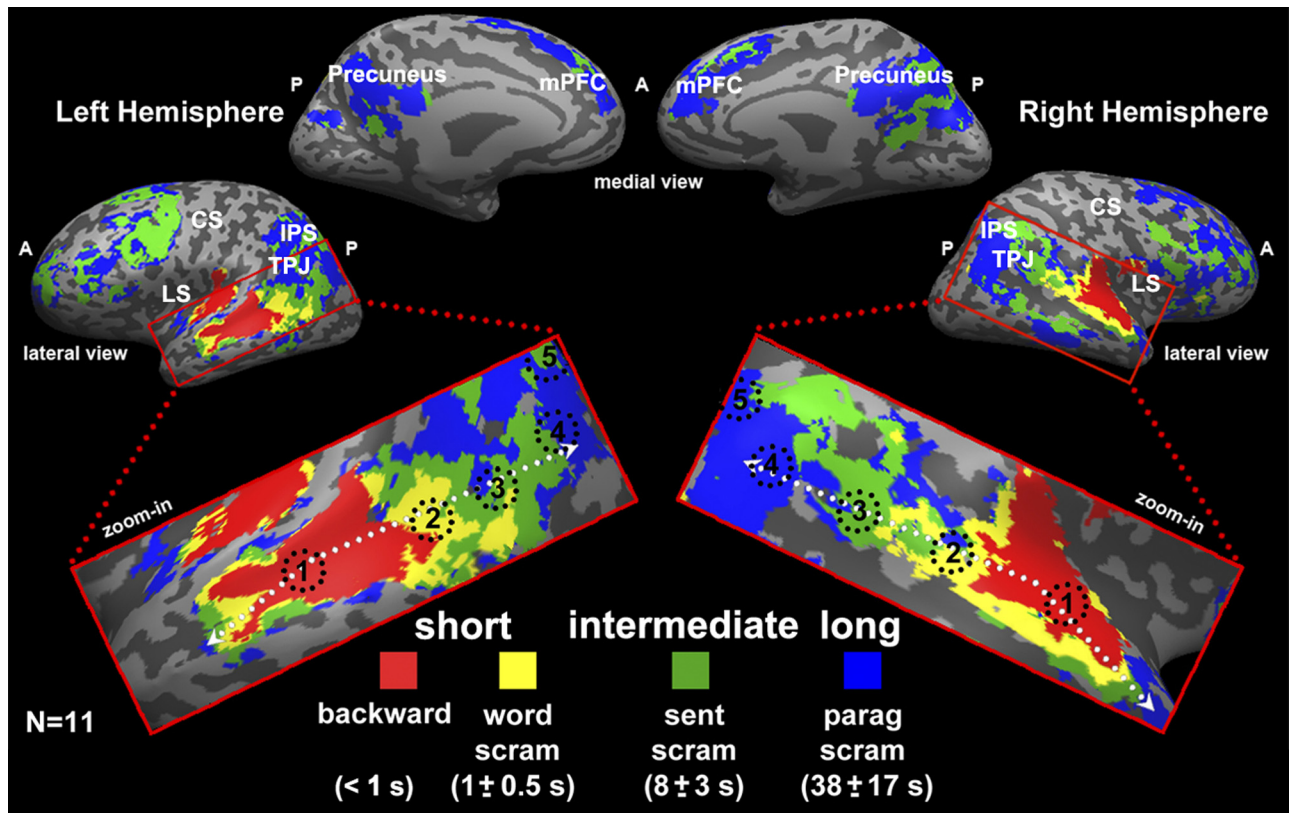 Precuneus
mPFC
P
A
mPFC
Precuneus
P
Left Hemisphere
Right Hemisphere
medial view
CS
IPS
TPJ
LS
A
P
lateral view
CS
IPS
TPJ
LS
P
A
lateral view
5
4
3
2
1
zoom-in
5
4
3
2
1
zoom-in
short intermediate long
backward word sent parag
scram scram scram
(< 1 s) (1± 0.5 s) (8±3 s) (38±17 s)
N=11